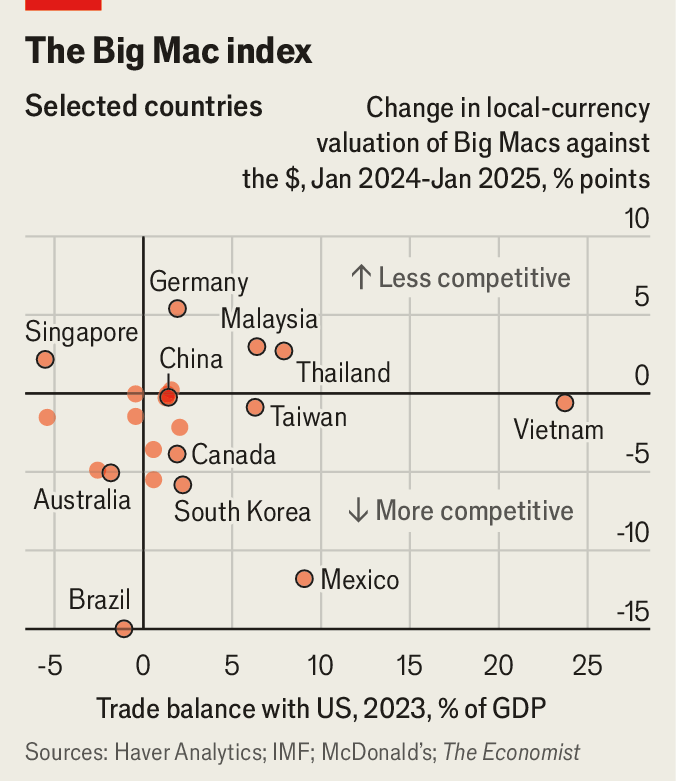 The Big Mac index
Selected countries
Change in local-currency
valuation of Big Macs against
the $, Jan 2024-Jan 2025, % points
10
Germany
↑ Less competitive
5
Singapore
Malaysia
China
Thailand
0
Taiwan
Vietnam
Canada
-5
Australia
South Korea
↓ More competitive
-10
Mexico
Brazil
-15
-5 0 5 10 15 20 25
Trade balance with US, 2023, % of GDP
Sources: Haver Analytics; IMF; McDonald's; The Economist